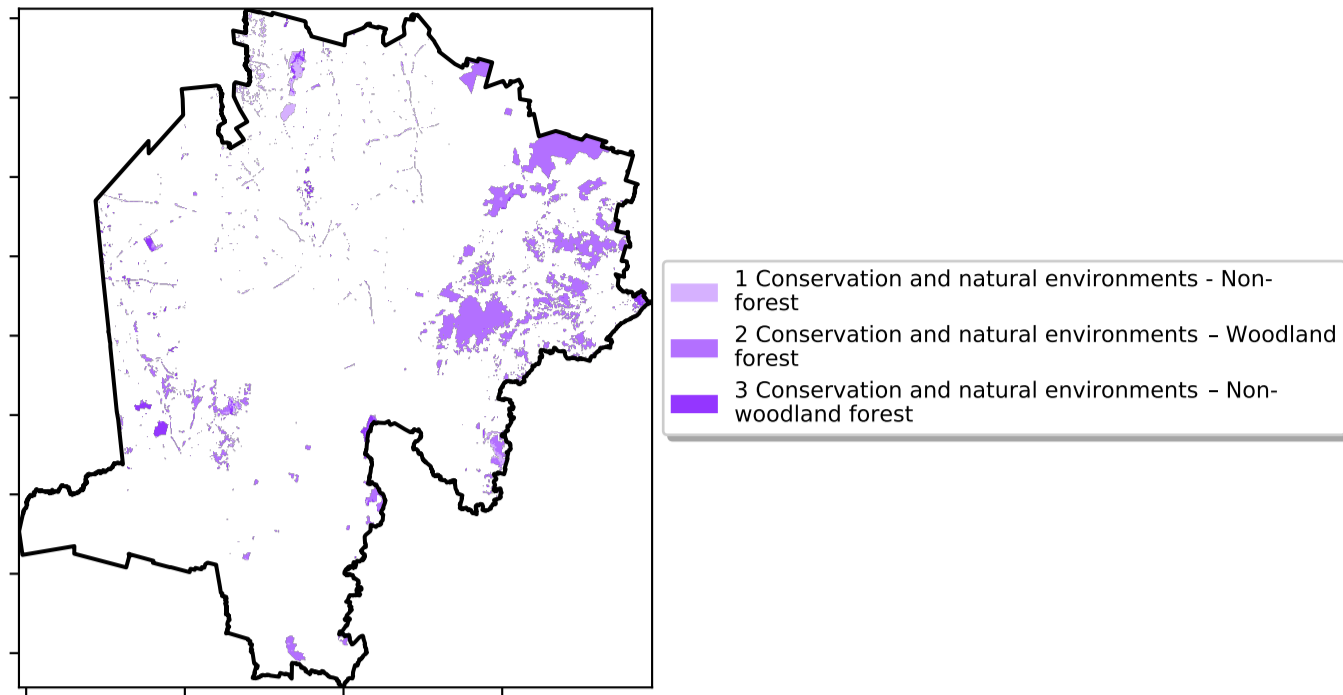 1 Conservation and natural environments - Non-
forest
2 Conservation and natural environments – Woodland
forest
3 Conservation and natural environments – Non-
woodland forest